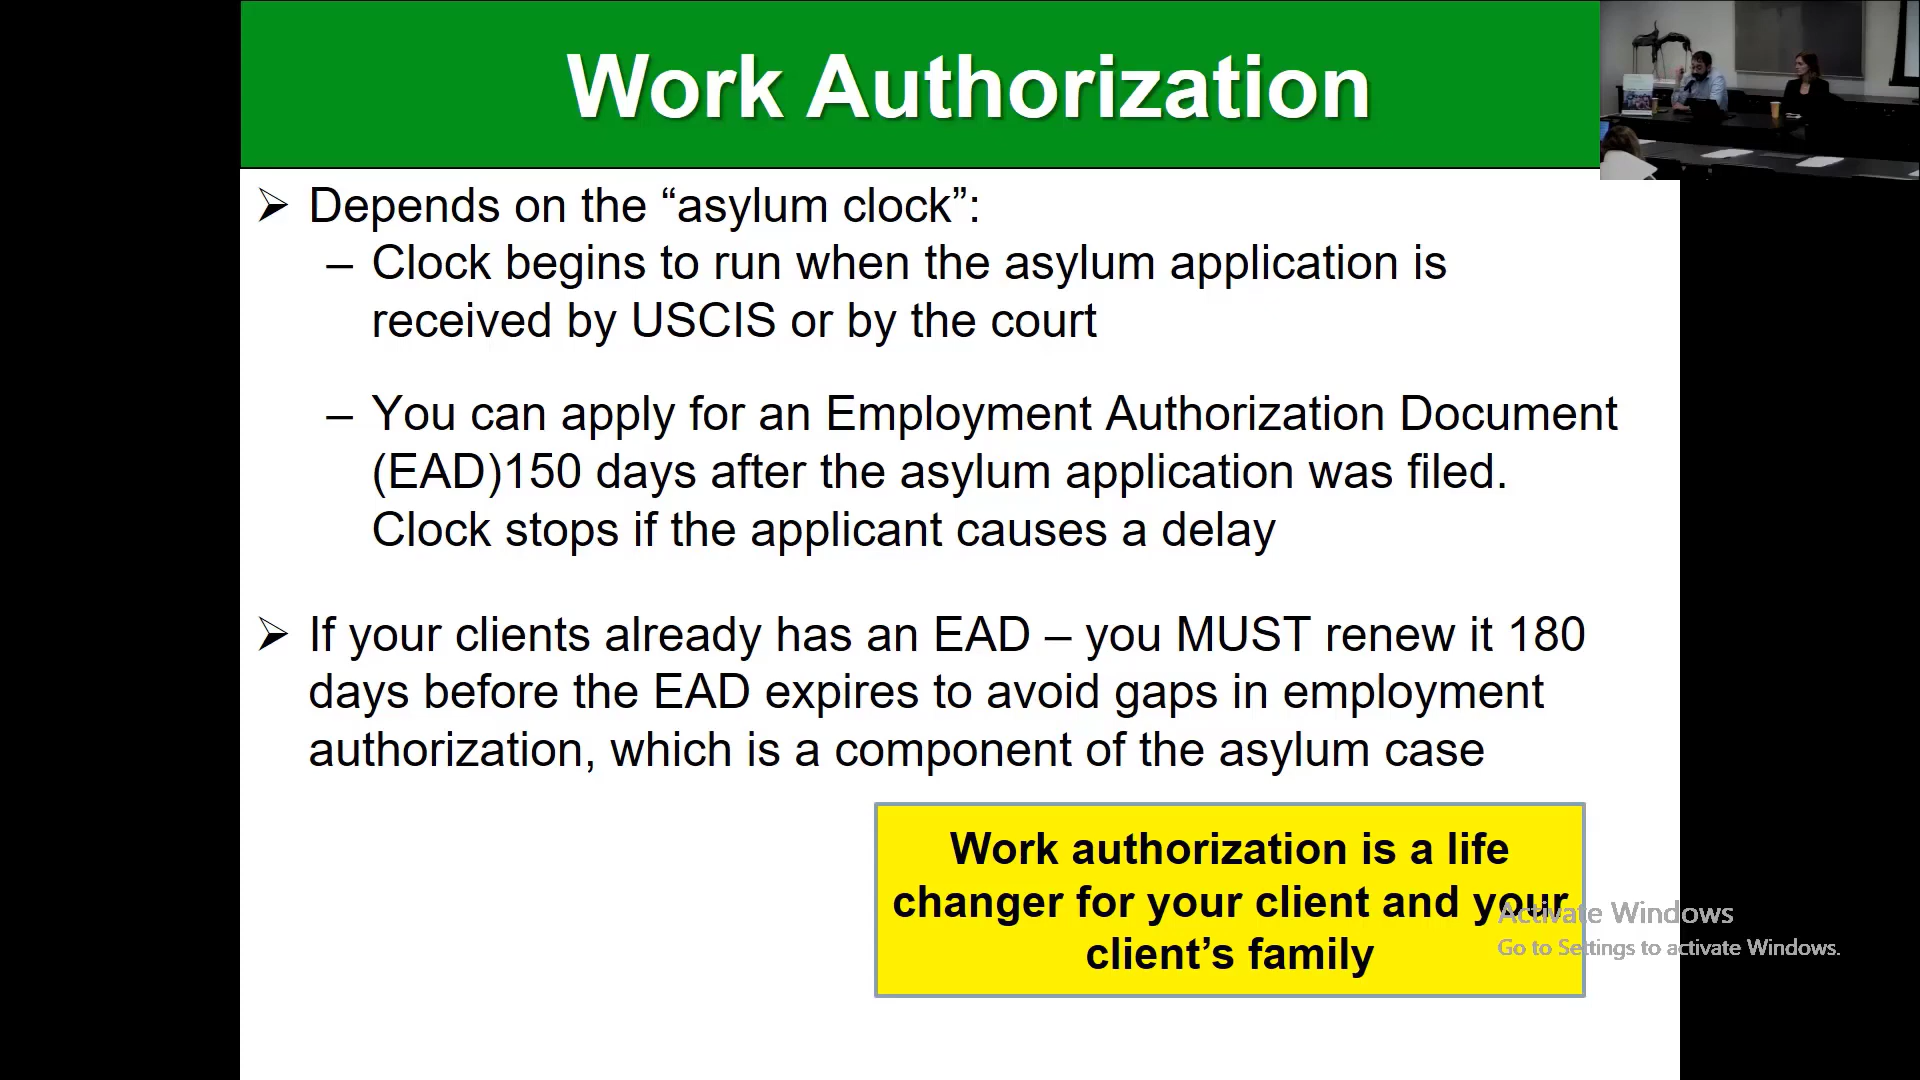 Work Authorization
➢ Depends on the “asylum clock”:
– Clock begins to run when the asylum application is
received by USCIS or by the court
– You can apply for an Employment Authorization Document
(EAD)150 days after the asylum application was filed.
Clock stops if the applicant causes a delay
➢ If your clients already has an EAD – you MUST renew it 180
days before the EAD expires to avoid gaps in employment
authorization, which is a component of the asylum case
Work authorization is a life
changer for your client and your
client’s family
Activate Windows
Go to Settings to activate Windows.